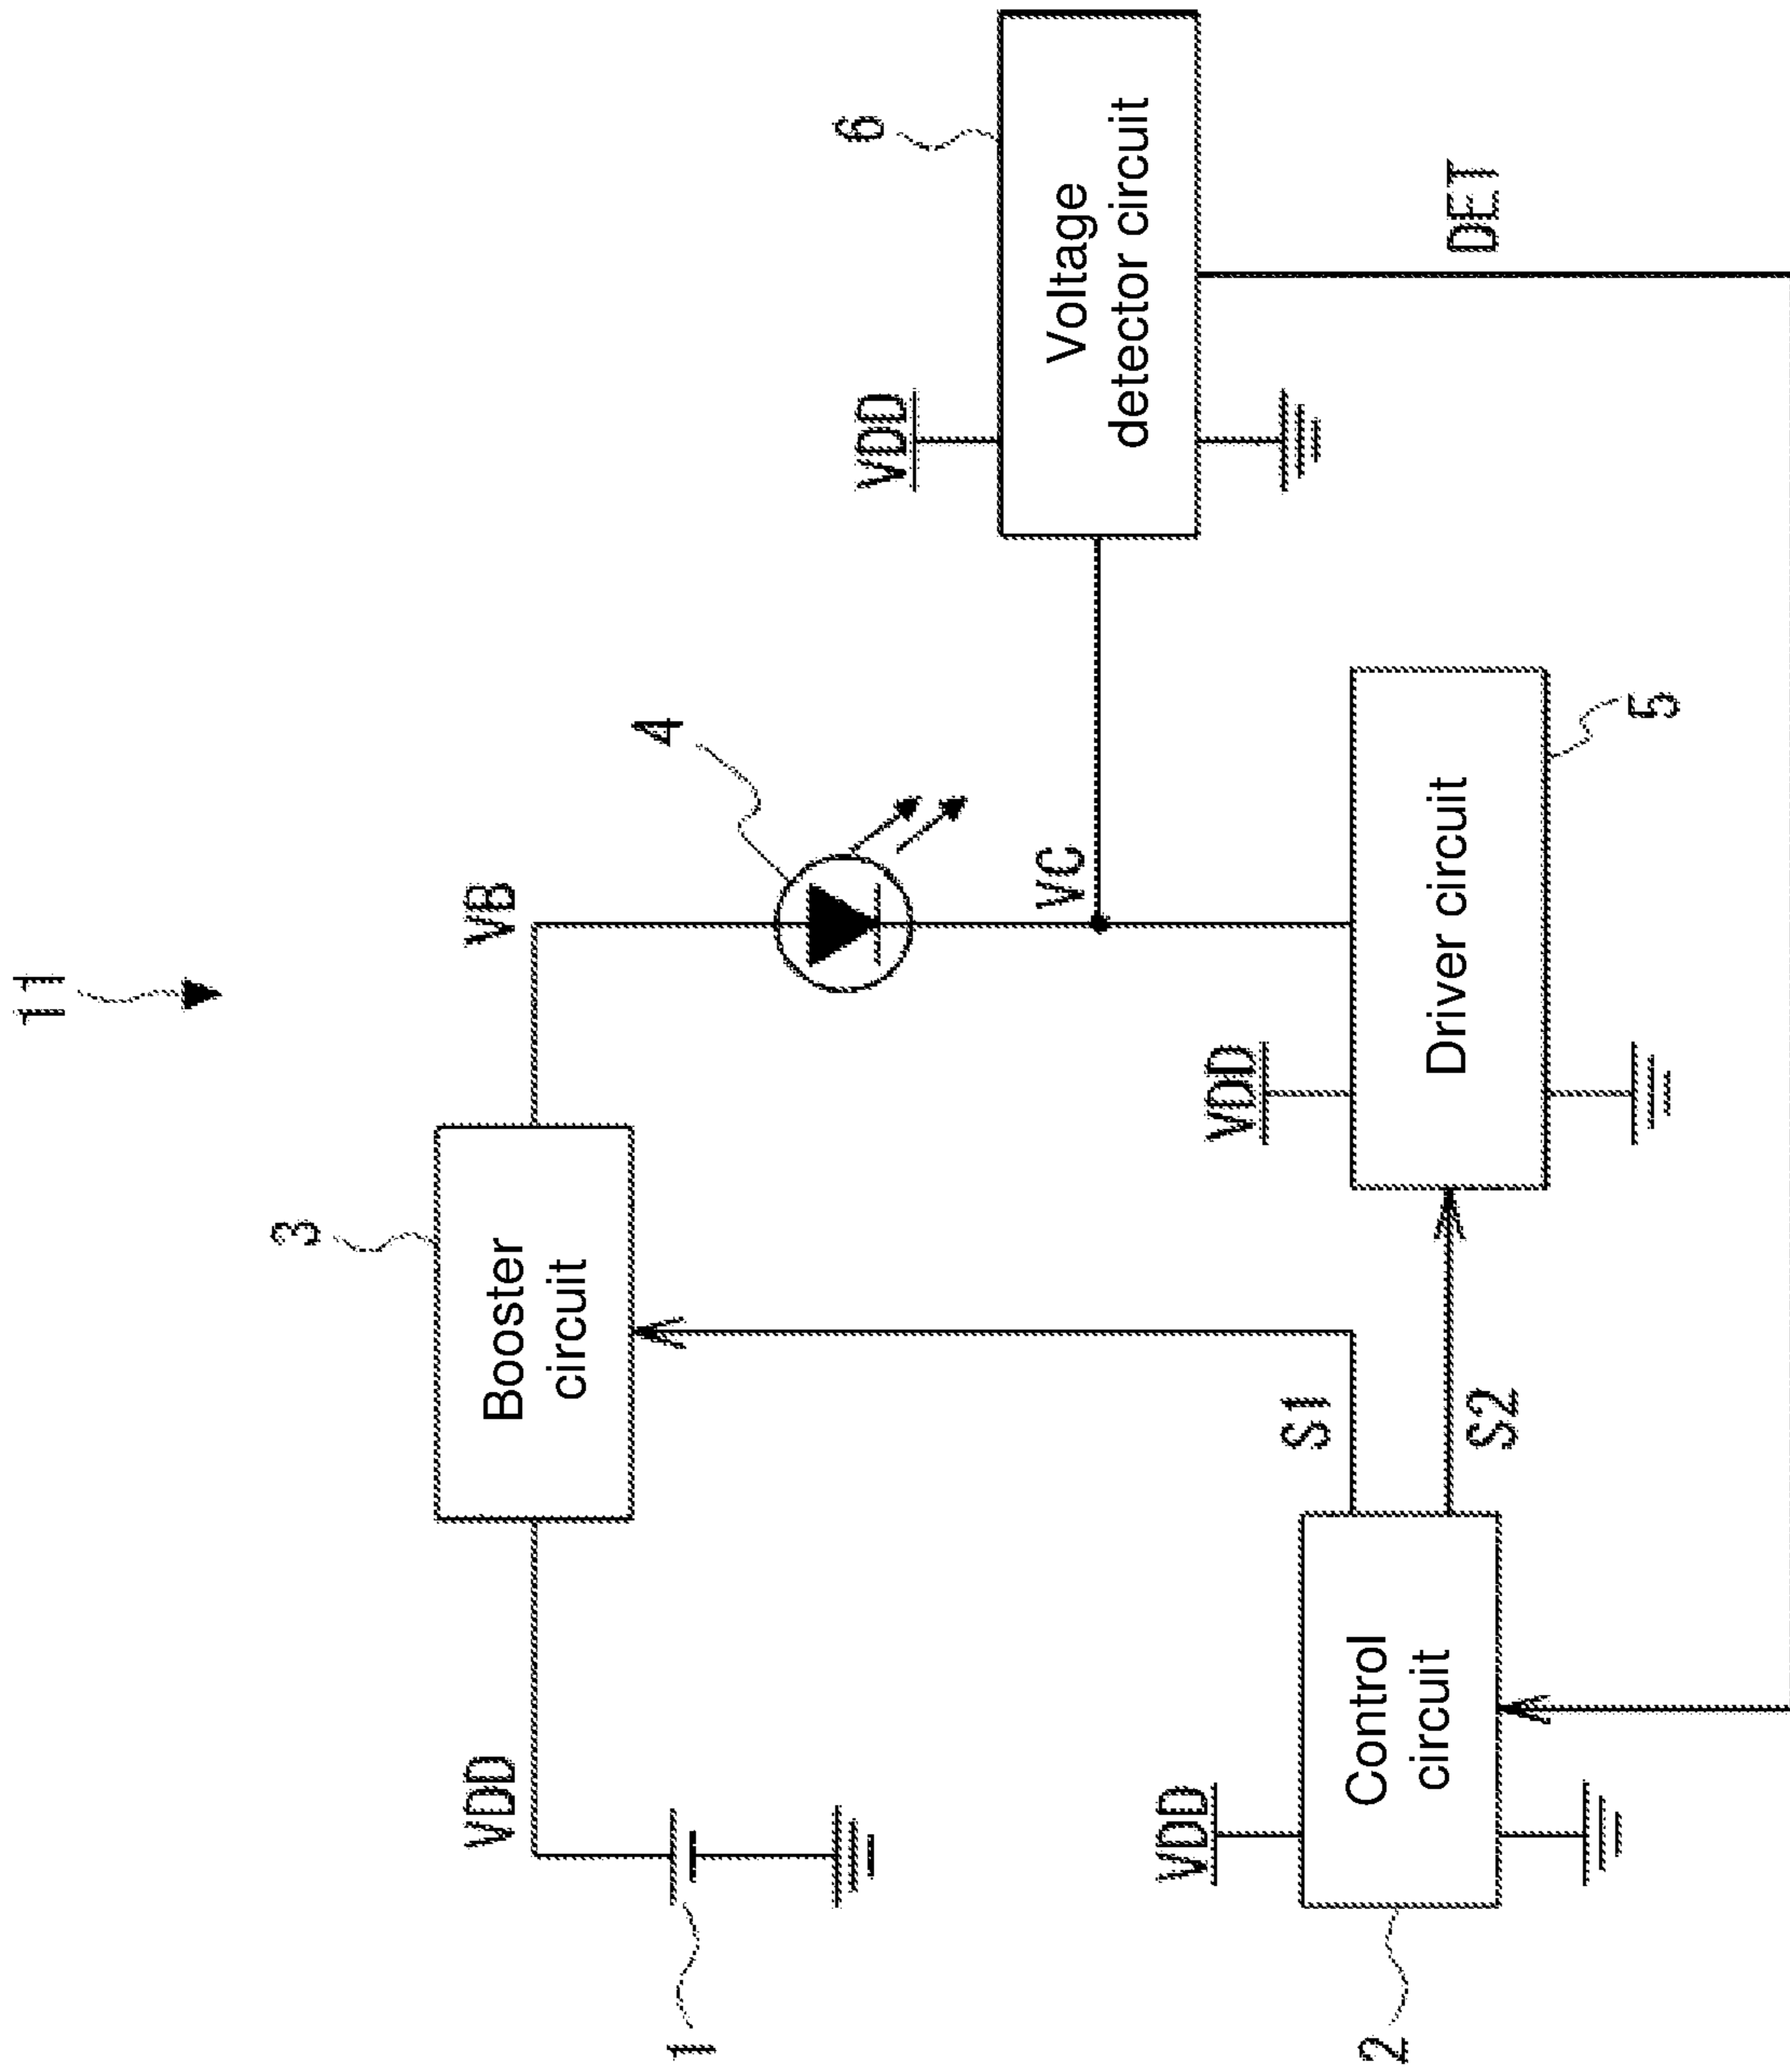 11
3
VDD
Booster
circuit
VB
4
6
1
VDD
Voltage
detector circuit
VC
VDD
S1
VDD
Control
circuit
S2
Driver circuit
DET
2
5